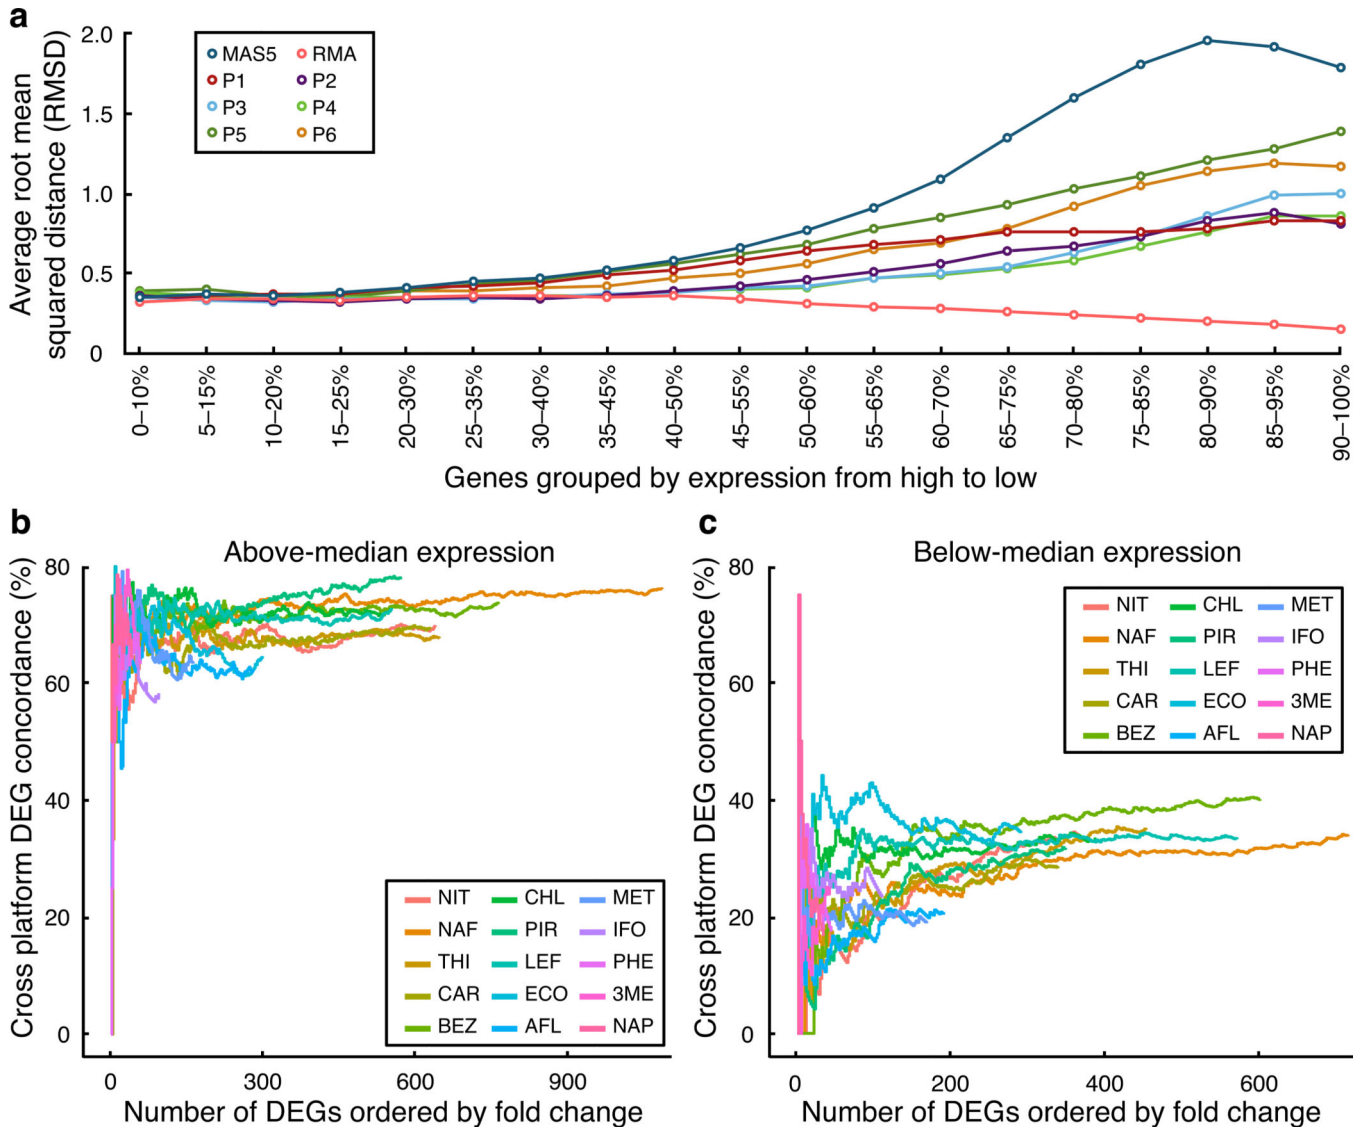 a
Average root mean
squared distance (RMSD)
2.0
1.5
1.0
0.5
0
MAS5 RMA
P1 P2
P3 P4
P5 P6
0–10% 5–15% 10–20% 15–25% 20–30% 25–35% 30–40% 35–45% 40–50% 45–55% 50–60% 55–65% 60–70% 65–75% 70–80% 75–85% 80–90% 85–95% 90–100%
Genes grouped by expression from high to low
b
Above-median expression
Cross platform DEG concordance (%)
80
60
40
20
0
NIT CHL MET
NAF PIR IFO
THI LEF PHE
CAR ECO 3ME
BEZ AFL NAP
0 300 600 900
Number of DEGs ordered by fold change
c
Below-median expression
Cross platform DEG concordance (%)
80
60
40
20
0
NIT CHL MET
NAF PIR IFO
THI LEF PHE
CAR ECO 3ME
BEZ AFL NAP
0 200 400 600
Number of DEGs ordered by fold change